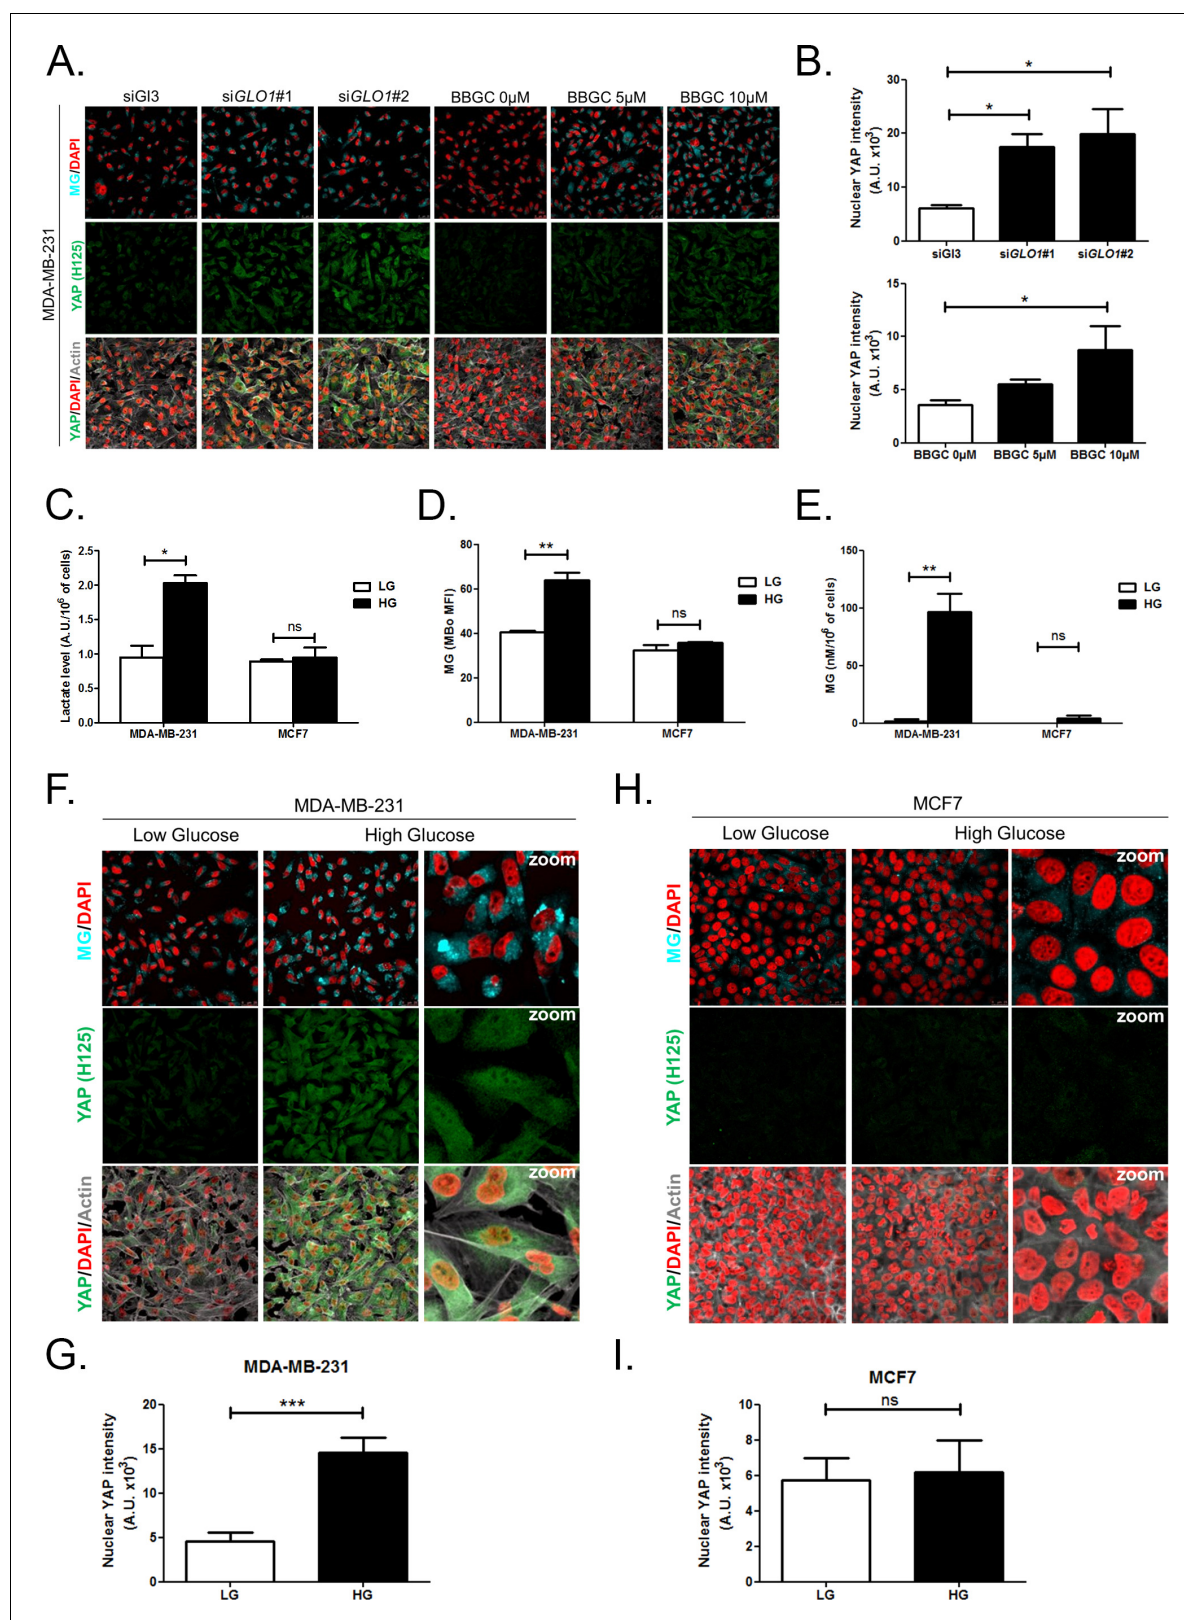 A.
siGl3 siGLO1#1 siGLO1#2 BBGC 0µM BBGC 5µM BBGC 10µM
MDA-MB-231
MG/DAPI
YAP (H125)
YAP/DAPI/Actin
B.
Nuclear YAP intensity
(A.U. x10³)
30
20
10
0
*
*
siGl3 siGLO1#1 siGLO1#2
Nuclear YAP intensity
(A.U. x10³)
15
10
5
0
*
BBGC 0µM BBGC 5µM BBGC 10µM
C.
Lactate level (A.U./10⁶ of cells)
2.5
2.0
1.5
1.0
0.5
0.0
*
ns
LG
HG
MDA-MB-231 MCF7
D.
MG (MBo MFI)
80
60
40
20
0
**
ns
LG
HG
MDA-MB-231 MCF7
E.
MG (nM/10⁶ of cells)
150
100
50
0
**
ns
LG
HG
MDA-MB-231 MCF7
F.
MDA-MB-231
Low Glucose High Glucose
MG/DAPI
zoom
YAP (H125)
zoom
YAP/DAPI/Actin
zoom
H.
MCF7
Low Glucose High Glucose
MG/DAPI
zoom
YAP (H125)
zoom
YAP/DAPI/Actin
zoom
G.
MDA-MB-231
Nuclear YAP intensity
(A.U. x10³)
20
15
10
5
0
***
LG HG
I.
MCF7
Nuclear YAP intensity
(A.U. x10³)
10
8
6
4
2
0
ns
LG HG